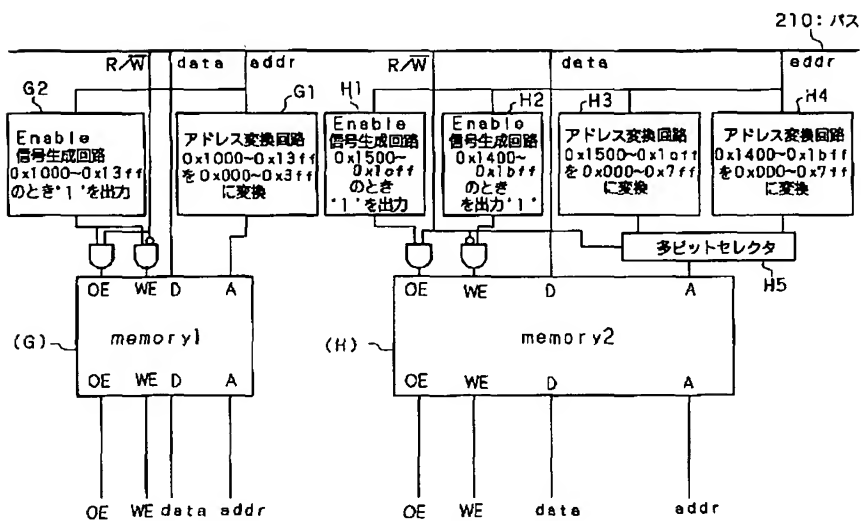 210: バス
R/W data addr R/W data addr
G2 G1 H1 H2 H3 H4
Enable
信号生成回路
0x1000~0x13ff
のとき'1'を出力
アドレス変換回路
0x1000~0x13ff
を0x000~0x3ff
に変換
Enable
信号生成回路
0x1500~
0x1cff
のとき
'1'を出力
Enable
信号生成回路
0x1400~
0x1bff
のとき
を出力'1'
アドレス変換回路
0x1500~0x1cff
を0x000~0x7ff
に変換
アドレス変換回路
0x1400~0x1bff
を0x000~0x7ff
に変換
多ビットセレクタ
H5
OE WE D A
(G)
memory1
OE WE D A
OE WE D A
(H)
memory2
OE WE D A
OE WE data addr OE WE data addr